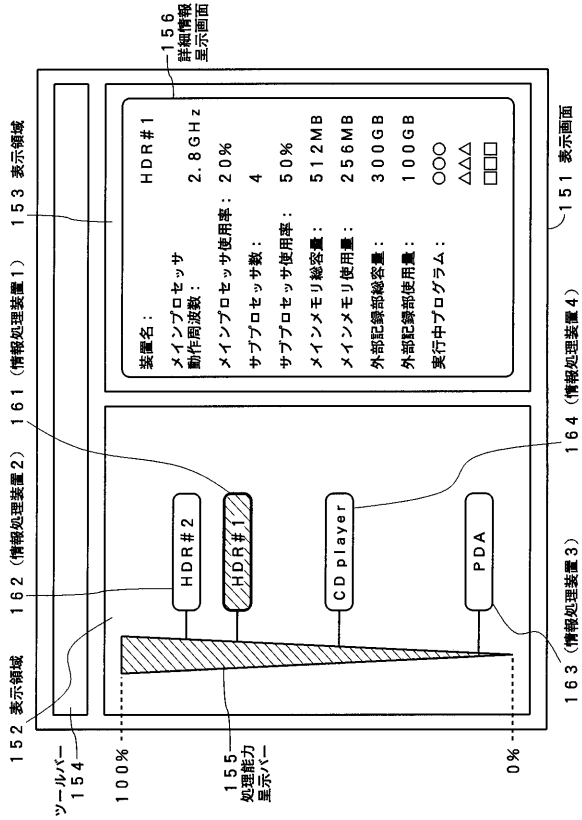 ツールバー
154
152 表示領域
162 (情報処理装置2)
161 (情報処理装置1)
153 表示領域
156
詳細情報
呈示画面
100%
0%
155
処理能力
呈示バー
HDR#2
HDR#1
CD player
PDA
装置名: HDR#1
メインプロセッサ
動作周波数: 2.8GHz
メインプロセッサ使用率: 20%
サブプロセッサ数: 4
サブプロセッサ使用率: 50%
メインメモリ総容量: 512MB
メインメモリ使用量: 256MB
外部記録部総容量: 300GB
外部記録部使用量: 100GB
実行中プログラム: ○○○
△△△
□□□
163 (情報処理装置3)
164 (情報処理装置4)
151 表示画面